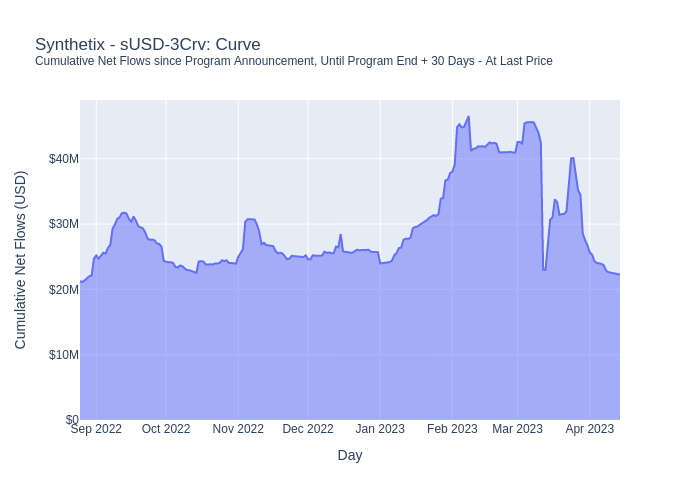 Synthetix - sUSD-3Crv: Curve
Cumulative Net Flows since Program Announcement, Until Program End + 30 Days - At Last Price
Cumulative Net Flows (USD)
$40M
$30M
$20M
$10M
$0
Sep 2022 Oct 2022 Nov 2022 Dec 2022 Jan 2023 Feb 2023 Mar 2023 Apr 2023
Day